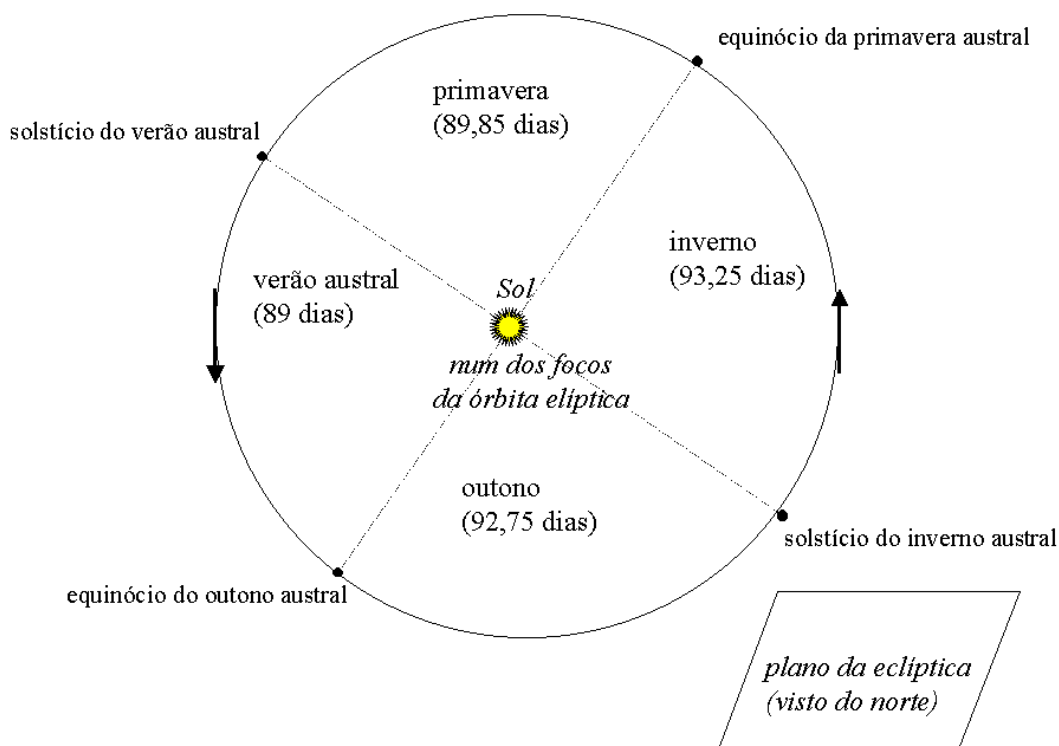 equinócio da primavera austral
primavera
(89,85 dias)
solstício do verão austral
inverno
(93,25 dias)
verão austral
(89 dias)
Sol
num dos focos
da órbita elíptica
outono
(92,75 dias)
solstício do inverno austral
equinócio do outono austral
plano da eclíptica
(visto do norte)